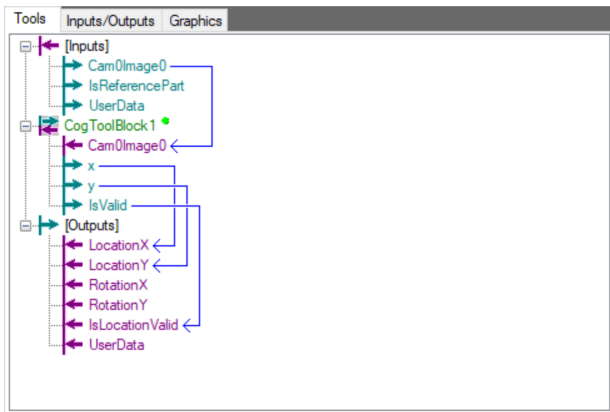 Tools Inputs/Outputs Graphics
[Inputs]
Cam0Image0
IsReferencePart
UserData
CogToolBlock1
Cam0Image0
x
y
IsValid
[Outputs]
LocationX
LocationY
RotationX
RotationY
IsLocationValid
UserData